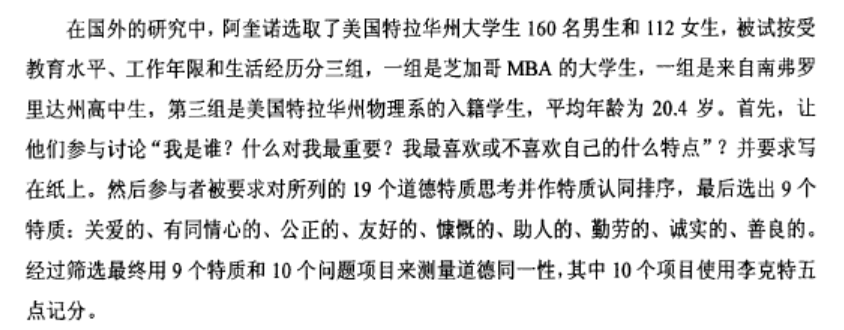 在国外的研究中，阿奎诺选取了美国特拉华州大学生 160 名男生和 112 女生，被试按受
教育水平、工作年限和生活经历分三组，一组是芝加哥 MBA 的大学生，一组是来自南弗罗
里达州高中生，第三组是美国特拉华州物理系的入籍学生，平均年龄为 20.4 岁。首先，让
他们参与讨论“我是谁？什么对我最重要？我最喜欢或不喜欢自己的什么特点”？并要求写
在纸上。然后参与者被要求对所列的 19 个道德特质思考并作特质认同排序，最后选出 9 个
特质：关爱的、有同情心的、公正的、友好的、慷慨的、助人的、勤劳的、诚实的、善良的。
经过筛选最终用 9 个特质和 10 个问题项目来测量道德同一性，其中 10 个项目使用李克特五
点记分。